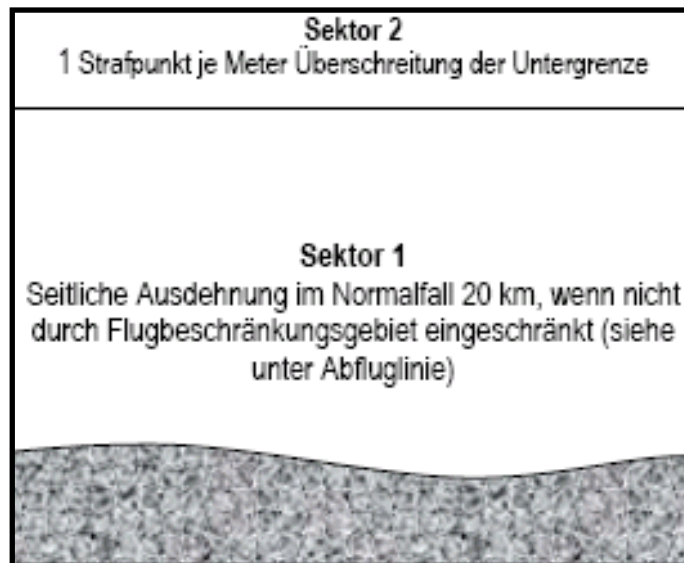 Sektor 2
1 Strafpunkt je Meter Überschreitung der Untergrenze
Sektor 1
Seitliche Ausdehnung im Normalfall 20 km, wenn nicht
durch Flugbeschränkungsgebiet eingeschränkt (siehe
unter Abfluglinie)